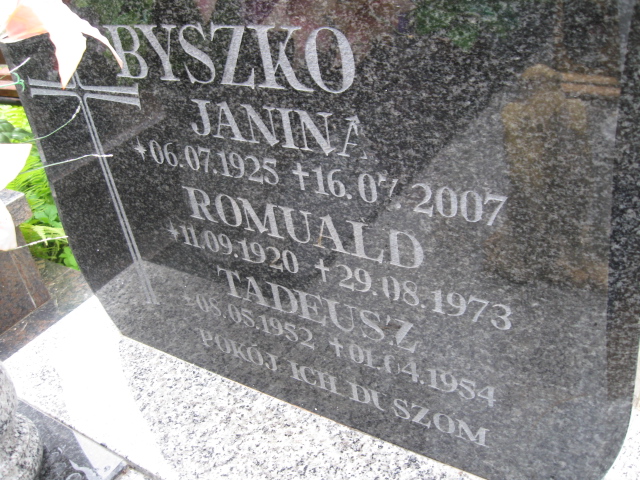 BYSZKO
JANINA
*06.07.1925 +16.07.2007
ROMUALD
*11.09.1920 +29.08.1973
TADEUSZ
*08.05.1952 +01.04.1954
POKÓJ ICH DUSZOM